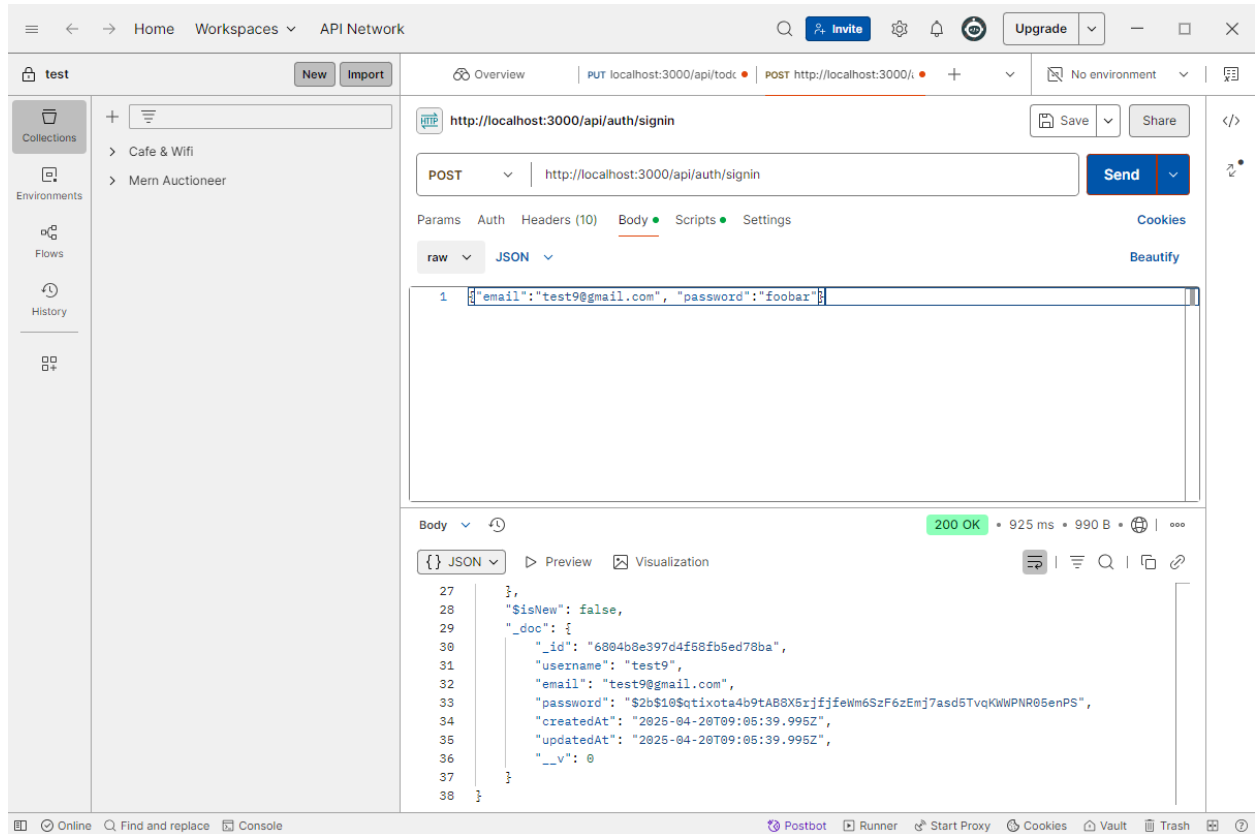 Home Workspaces API Network Invite Upgrade
test New Import Overview PUT localhost:3000/api/todc POST http://localhost:3000/ No environment
Collections
Environments
Flows
History
Cafe & Wifi
Mern Auctioneer
HTTP http://localhost:3000/api/auth/signin Save Share </>
POST http://localhost:3000/api/auth/signin Send
Params Auth Headers (10) Body Scripts Settings Cookies
raw JSON Beautify
1 {"email":"test9@gmail.com", "password":"foobar"}
Body 200 OK • 925 ms • 990 B •
{} JSON Preview Visualization
27 },
28 "$isNew": false,
29 "_doc": {
30 "_id": "6804b8e397d4f58fb5ed78ba",
31 "username": "test9",
32 "email": "test9@gmail.com",
33 "password": "$2b$10$qtixota4b9tAB8X5rjfjfeWm6SzF6zEmj7asd5TvqKWWPNR05enPS",
34 "createdAt": "2025-04-20T09:05:39.995Z",
35 "updatedAt": "2025-04-20T09:05:39.995Z",
36 "__v": 0
37 }
38 }
Online Find and replace Console Postbot Runner Start Proxy Cookies Vault Trash